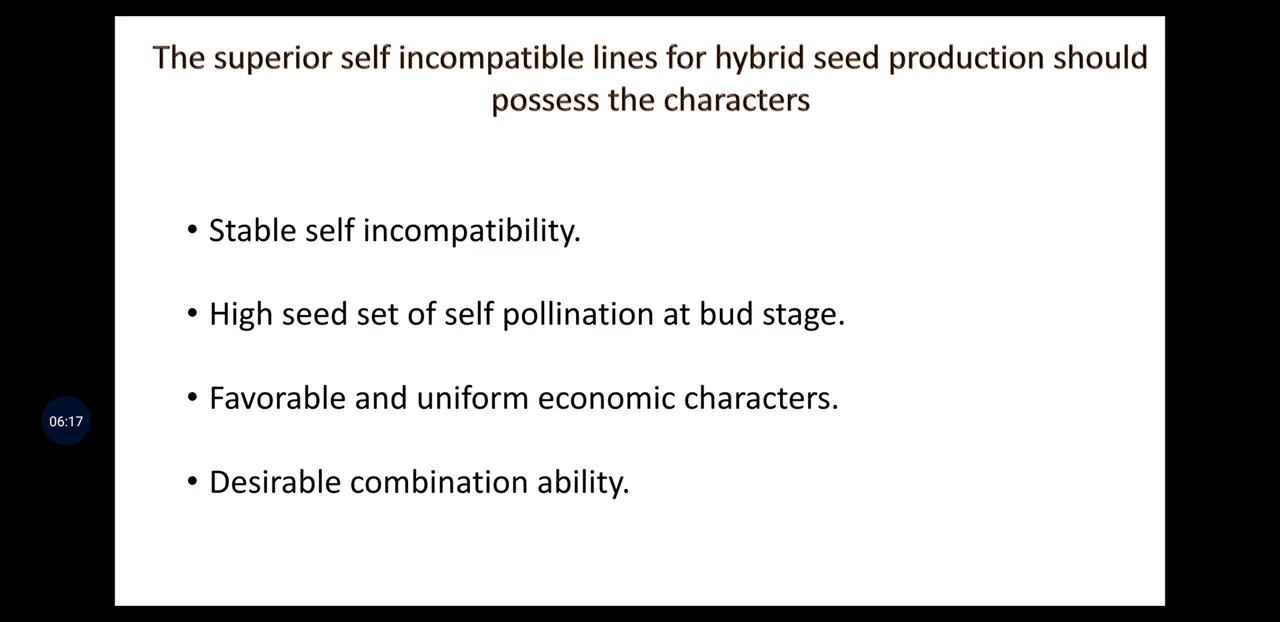 The superior self incompatible lines for hybrid seed production should
possess the characters
• Stable self incompatibility.
• High seed set of self pollination at bud stage.
• Favorable and uniform economic characters.
• Desirable combination ability.
06:17